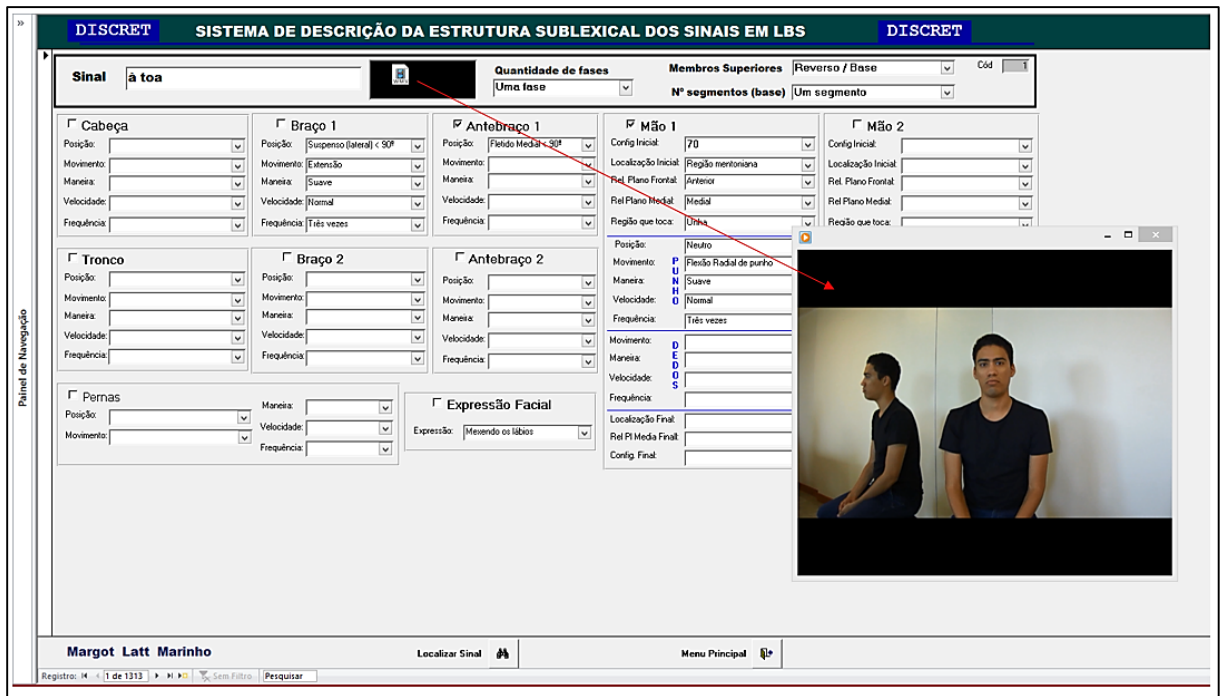 »
DISCRET SISTEMA DE DESCRIÇÃO DA ESTRUTURA SUBLEXICAL DOS SINAIS EM LBS DISCRET
Sinal à toa
WMV
Quantidade de fases
Uma fase
Membros Superiores Reverso / Base
Cód 1
Nº segmentos (base) Um segmento
Cabeça
Posição:
Movimento:
Maneira:
Velocidade:
Frequência:
Braço 1
Posição: Suspenso (lateral) < 90º
Movimento: Extensão
Maneira: Suave
Velocidade: Normal
Frequência: Três vezes
Antebraço 1
Posição: Fletido Medial < 90º
Movimento:
Maneira:
Velocidade:
Frequência:
Mão 1
Config Inicial: 70
Localização Inicial: Região mentoniana
Rel. Plano Frontal: Anterior
Rel Plano Medial: Medial
Região que toca: Unha
Posição: Neutro
Movimento: Flexão Radial de punho
Maneira: Suave
Velocidade: Normal
Frequência: Três vezes
PUNHO
Movimento:
Maneira:
Velocidade:
Frequência:
DEDOS
Localização Final:
Rel Pl Media Final:
Config. Final:
Mão 2
Config Inicial:
Localização Inicial:
Rel. Plano Frontal:
Rel Plano Medial:
Região que toca:
Tronco
Posição:
Movimento:
Maneira:
Velocidade:
Frequência:
Braço 2
Posição:
Movimento:
Maneira:
Velocidade:
Frequência:
Antebraço 2
Posição:
Movimento:
Maneira:
Velocidade:
Frequência:
Pernas
Posição:
Movimento:
Maneira:
Velocidade:
Frequência:
Expressão Facial
Expressão: Mexendo os lábios
Painel de Navegação
Margot Latt Marinho
Localizar Sinal
Menu Principal
Registro: 1 de 1313 Sem Filtro Pesquisar